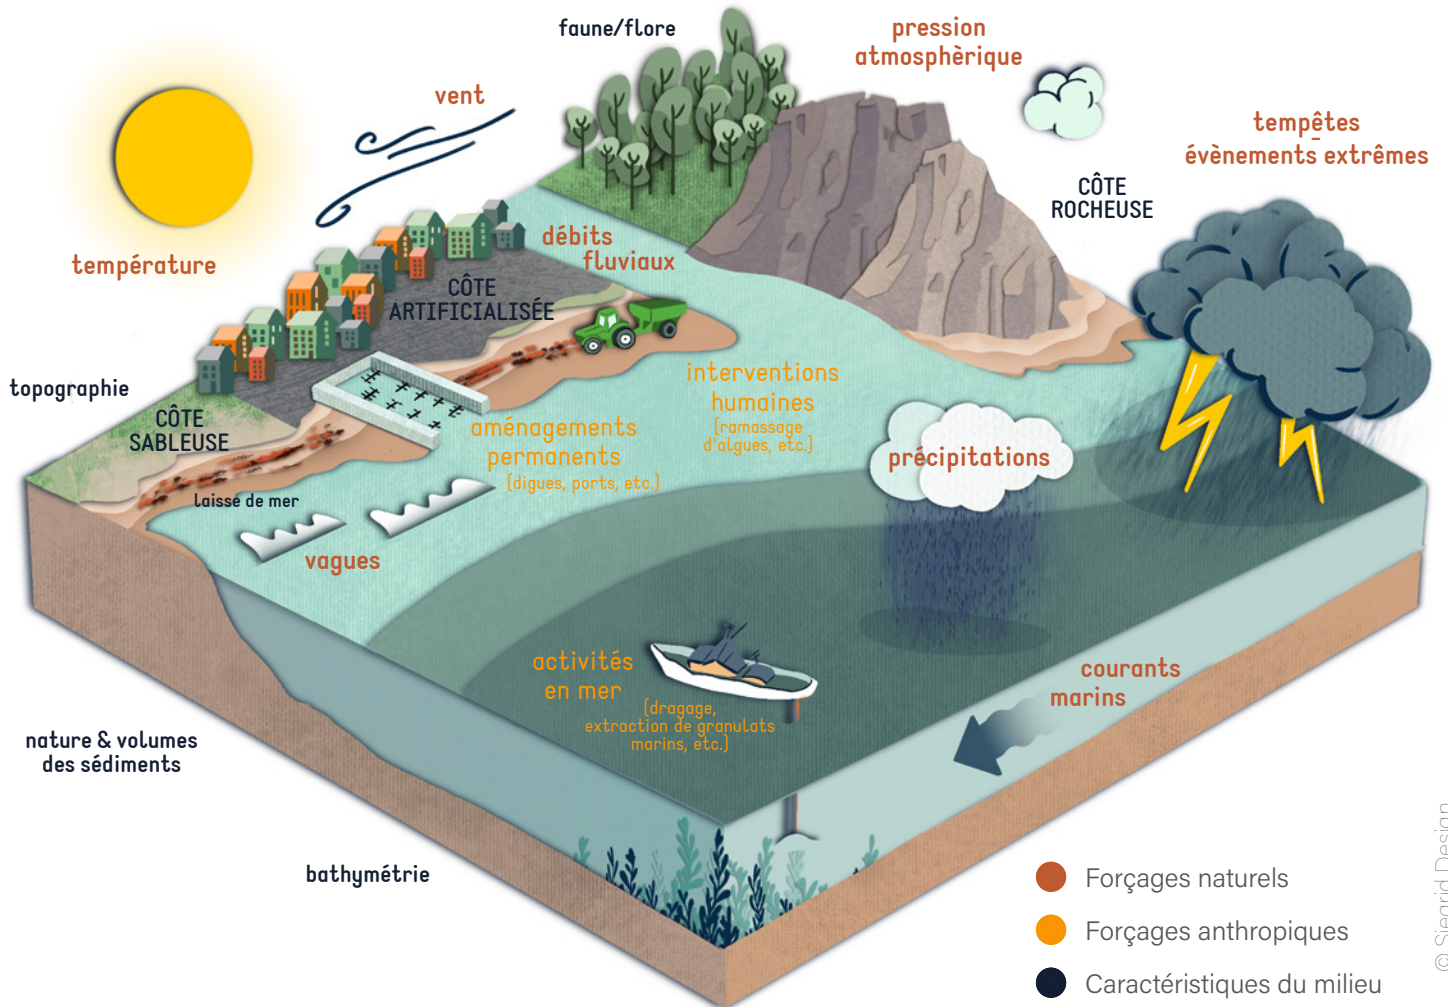 faune/flore
pression
atmosphèrique
vent
tempêtes
-
évènements extrêmes
CÔTE
ROCHEUSE
température
débits
fluviaux
CÔTE
ARTIFICIALISÉE
topographie
CÔTE
SABLEUSE
interventions
humaines
(ramassage
d'algues, etc.)
aménagements
permanents
(digues, ports, etc.)
précipitations
laisse de mer
vagues
activités
en mer
(dragage,
extraction de granulats
marins, etc.)
courants
marins
nature & volumes
des sédiments
bathymétrie
Forçages naturels
Forçages anthropiques
Caractéristiques du milieu
© Siegrid Design